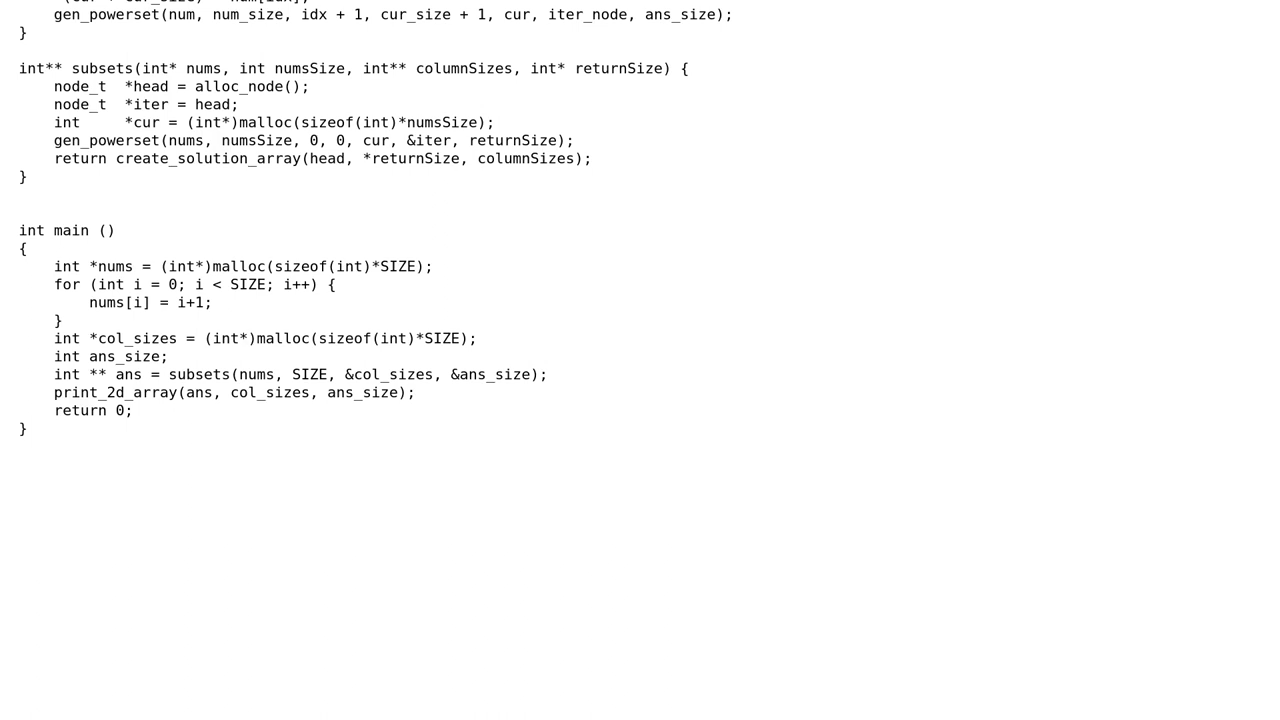 *(cur + cur_size) = num[idx];
    gen_powerset(num, num_size, idx + 1, cur_size + 1, cur, iter_node, ans_size);
}

int** subsets(int* nums, int numsSize, int** columnSizes, int* returnSize) {
    node_t  *head = alloc_node();
    node_t  *iter = head;
    int     *cur = (int*)malloc(sizeof(int)*numsSize);
    gen_powerset(nums, numsSize, 0, 0, cur, &iter, returnSize);
    return create_solution_array(head, *returnSize, columnSizes);
}


int main ()
{
    int *nums = (int*)malloc(sizeof(int)*SIZE);
    for (int i = 0; i < SIZE; i++) {
        nums[i] = i+1;
    }
    int *col_sizes = (int*)malloc(sizeof(int)*SIZE);
    int ans_size;
    int ** ans = subsets(nums, SIZE, &col_sizes, &ans_size);
    print_2d_array(ans, col_sizes, ans_size);
    return 0;
}